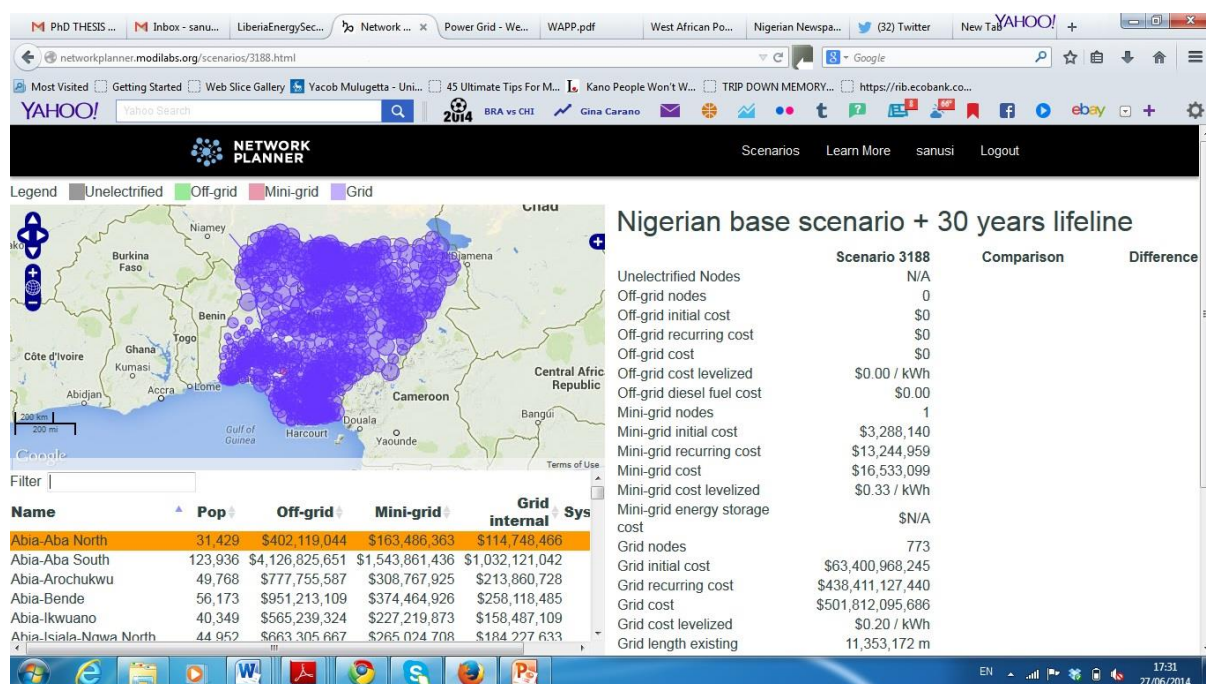 PhD THESIS ... Inbox - sanu... LiberiaEnergySec... Network ... × Power Grid - We... WAPP.pdf West African Po... Nigerian Newspa... (32) Twitter New Tab YAHOO! +
networkplanner.modilabs.org/scenarios/3188.html Google
Most Visited Getting Started Web Slice Gallery Yacob Mulugetta - Uni... 45 Ultimate Tips For M... Kano People Won't W... TRIP DOWN MEMORY... https://rib.ecobank.co...
YAHOO! Yahoo Search 2014 BRA vs CHI Gina Carano ebay +
NETWORK PLANNER Scenarios Learn More sanusi Logout
Legend Unelectrified Off-grid Mini-grid Grid
Chad
Niamey
Burkina
Faso
Benin
Togo
Côte d'Ivoire
Ghana
Kumasi
Abidjan
Accra
Lome
Cameroon
Central Afric
Republic
Bangui
Douala
Gulf of
Guinea
Harcourt
Yaounde
200 km
200 mi
Google
Terms of Use
Filter
Name Pop Off-grid Mini-grid Grid internal Sys
Abia-Aba North 31,429 $402,119,044 $163,486,363 $114,748,466
Abia-Aba South 123,936 $4,126,825,651 $1,543,861,436 $1,032,121,042
Abia-Arochukwu 49,768 $777,755,587 $308,767,925 $213,860,728
Abia-Bende 56,173 $951,213,109 $374,464,926 $258,118,485
Abia-Ikwuano 40,349 $565,239,324 $227,219,873 $158,487,109
Abia-Isiala-Ngwa North 44,952 $663,305,667 $265,024,708 $184,227,633
Nigerian base scenario + 30 years lifeline
Scenario 3188 Comparison Difference
Unelectrified Nodes N/A
Off-grid nodes 0
Off-grid initial cost $0
Off-grid recurring cost $0
Off-grid cost $0
Off-grid cost levelized $0.00 / kWh
Off-grid diesel fuel cost $0.00
Mini-grid nodes 1
Mini-grid initial cost $3,288,140
Mini-grid recurring cost $13,244,959
Mini-grid cost $16,533,099
Mini-grid cost levelized $0.33 / kWh
Mini-grid energy storage
cost $N/A
Grid nodes 773
Grid initial cost $63,400,968,245
Grid recurring cost $438,411,127,440
Grid cost $501,812,095,686
Grid cost levelized $0.20 / kWh
Grid length existing 11,353,172 m
EN 17:31
27/06/2014